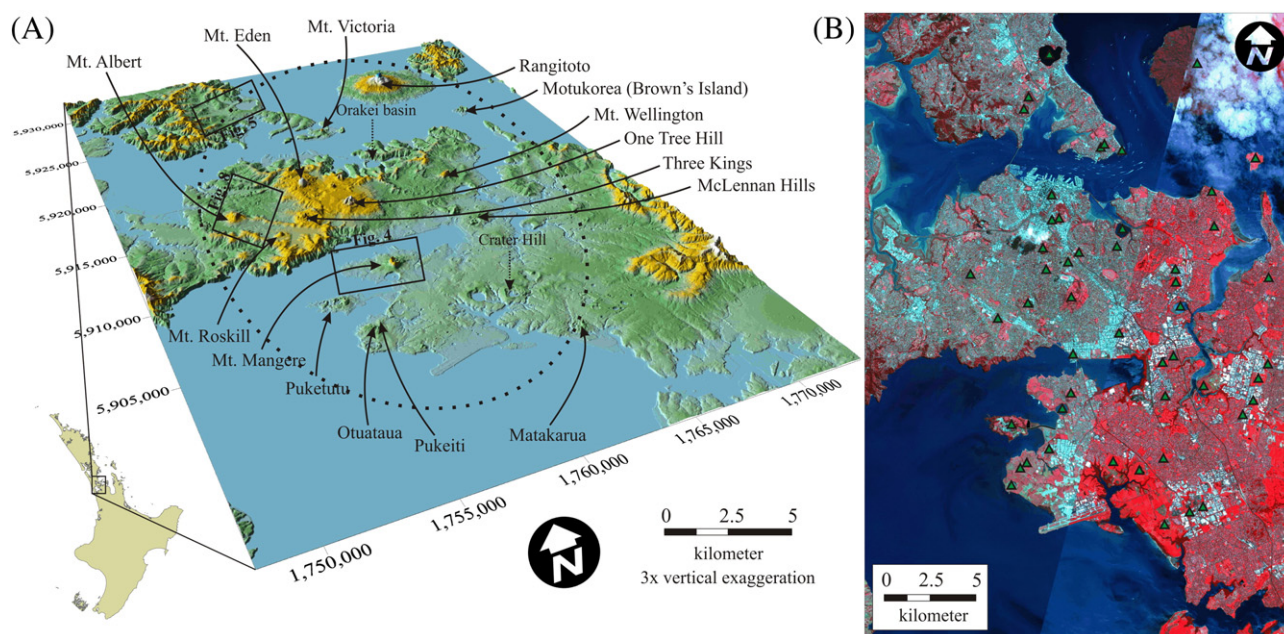 (A)
Mt. Albert
Mt. Eden
Mt. Victoria
Rangitoto
Motukorea (Brown's Island)
Orakei basin
Mt. Wellington
One Tree Hill
Three Kings
McLennan Hills
Crater Hill
Fig. 4
Mt. Roskill
Mt. Mangere
Puketutu
Otuataua
Pukeiti
Matakarua
5,930,000
5,925,000
5,920,000
5,915,000
5,910,000
5,905,000
1,750,000
1,755,000
1,760,000
1,765,000
1,770,000
N
0 2.5 5
kilometer
3x vertical exaggeration
(B)
N
0 2.5 5
kilometer